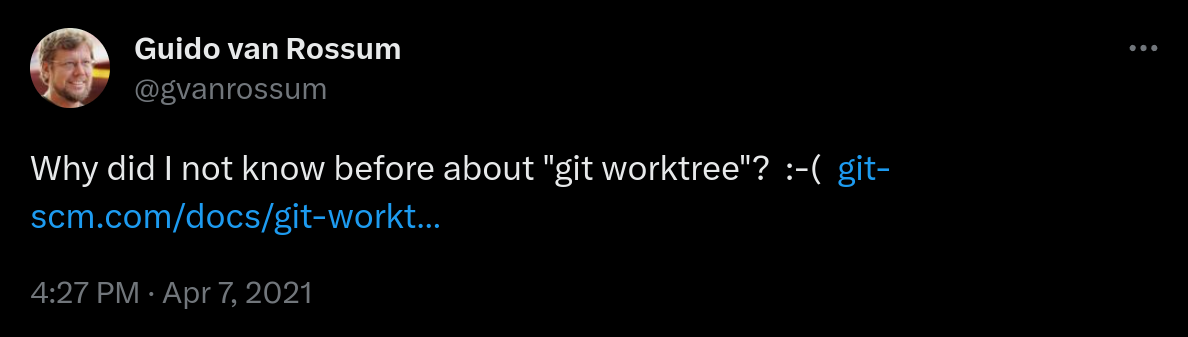 Guido van Rossum
@gvanrossum
Why did I not know before about "git worktree"?  :-(  git-
scm.com/docs/git-workt...
4:27 PM · Apr 7, 2021